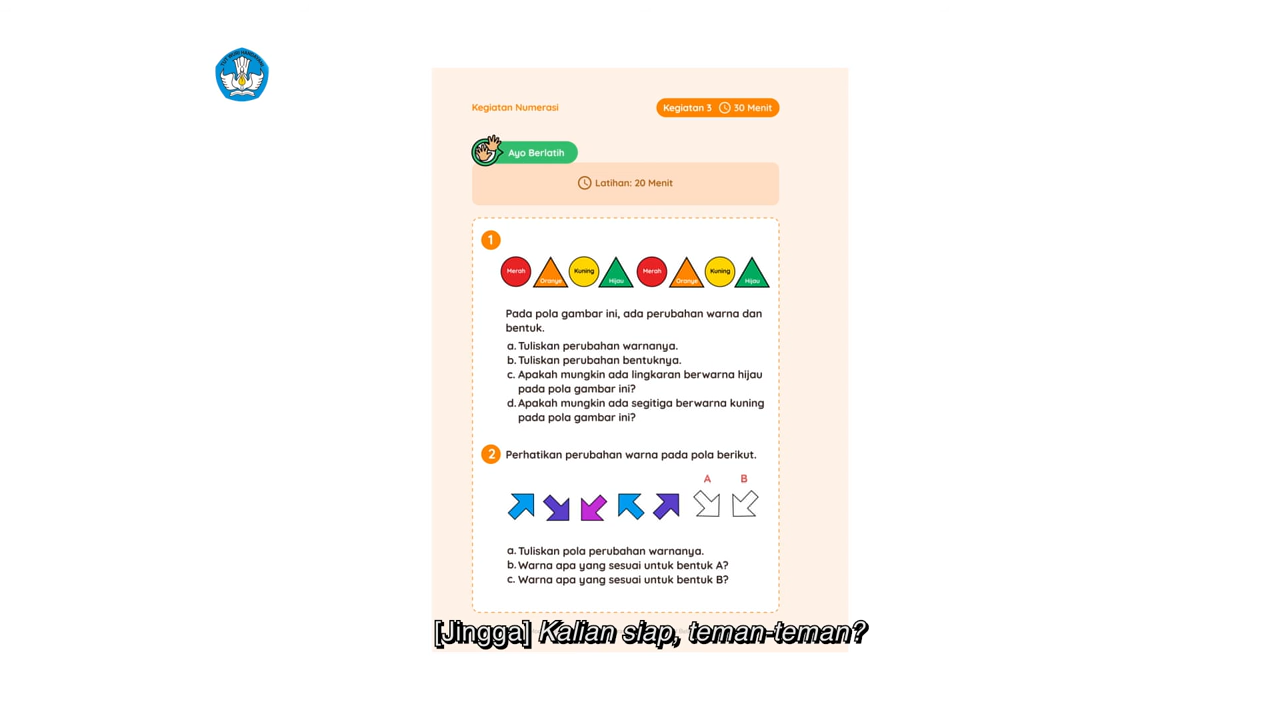 TUT WURI HANDAYANI
Kegiatan Numerasi
Kegiatan 3 30 Menit
Ayo Berlatih
Latihan: 20 Menit
1
Merah Oranye Kuning Hijau Merah Oranye Kuning Hijau
Pada pola gambar ini, ada perubahan warna dan
bentuk.
a. Tuliskan perubahan warnanya.
b. Tuliskan perubahan bentuknya.
c. Apakah mungkin ada lingkaran berwarna hijau
pada pola gambar ini?
d. Apakah mungkin ada segitiga berwarna kuning
pada pola gambar ini?
2 Perhatikan perubahan warna pada pola berikut.
A B
a. Tuliskan pola perubahan warnanya.
b. Warna apa yang sesuai untuk bentuk A?
c. Warna apa yang sesuai untuk bentuk B?
[Jingga] Kalian siap, teman-teman?